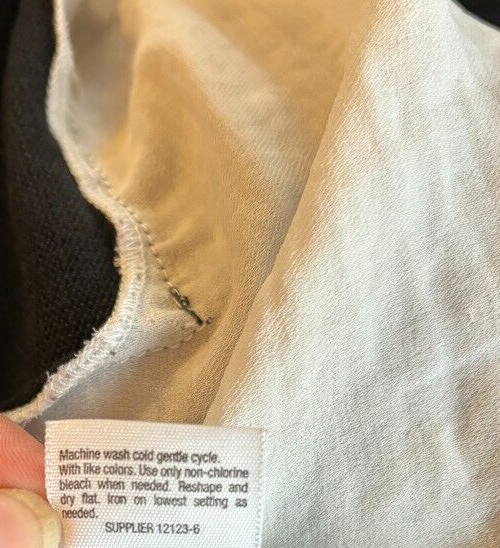 Machine wash cold gentle cycle.
With like colors. Use only non-chlorine
bleach when needed. Reshape and
dry flat. Iron on lowest setting as
needed.
SUPPLIER 12123-6